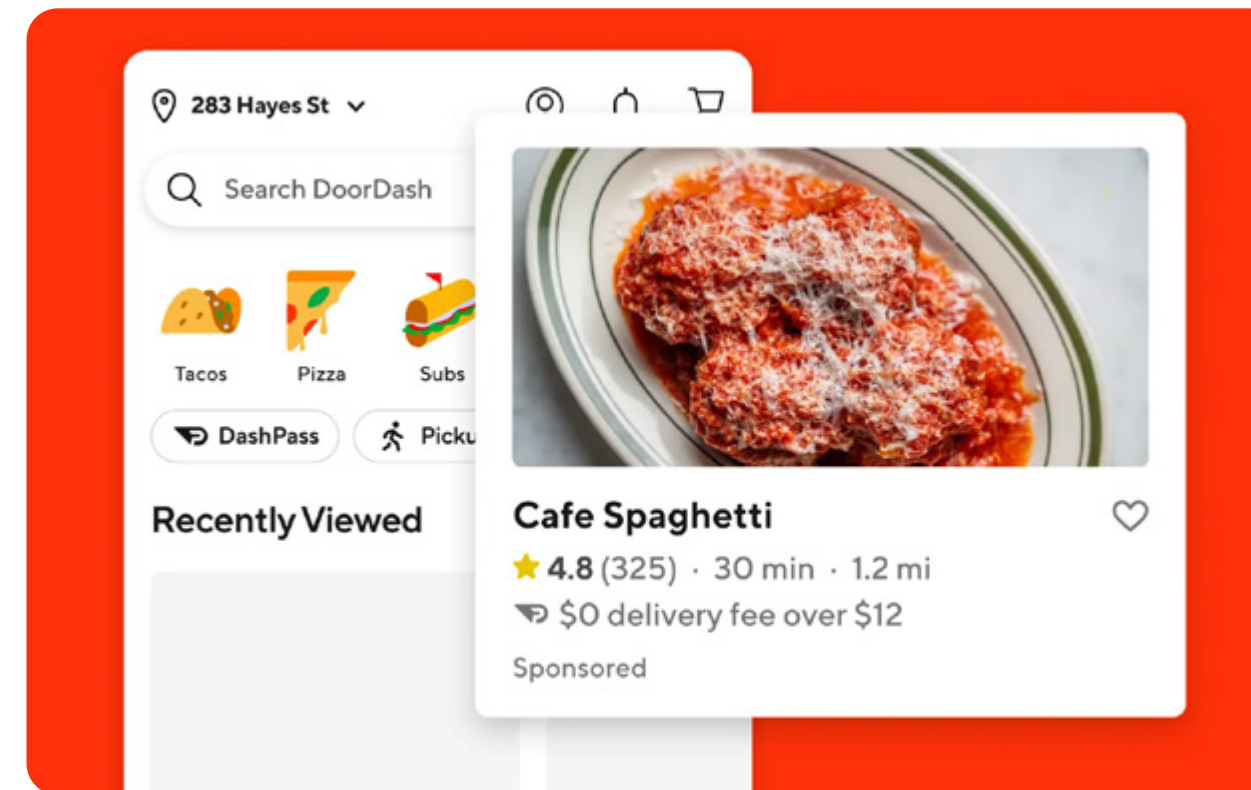 283 Hayes St
Search DoorDash
Tacos Pizza Subs
DashPass Picku
Recently Viewed
Cafe Spaghetti
4.8 (325) · 30 min · 1.2 mi
$0 delivery fee over $12
Sponsored